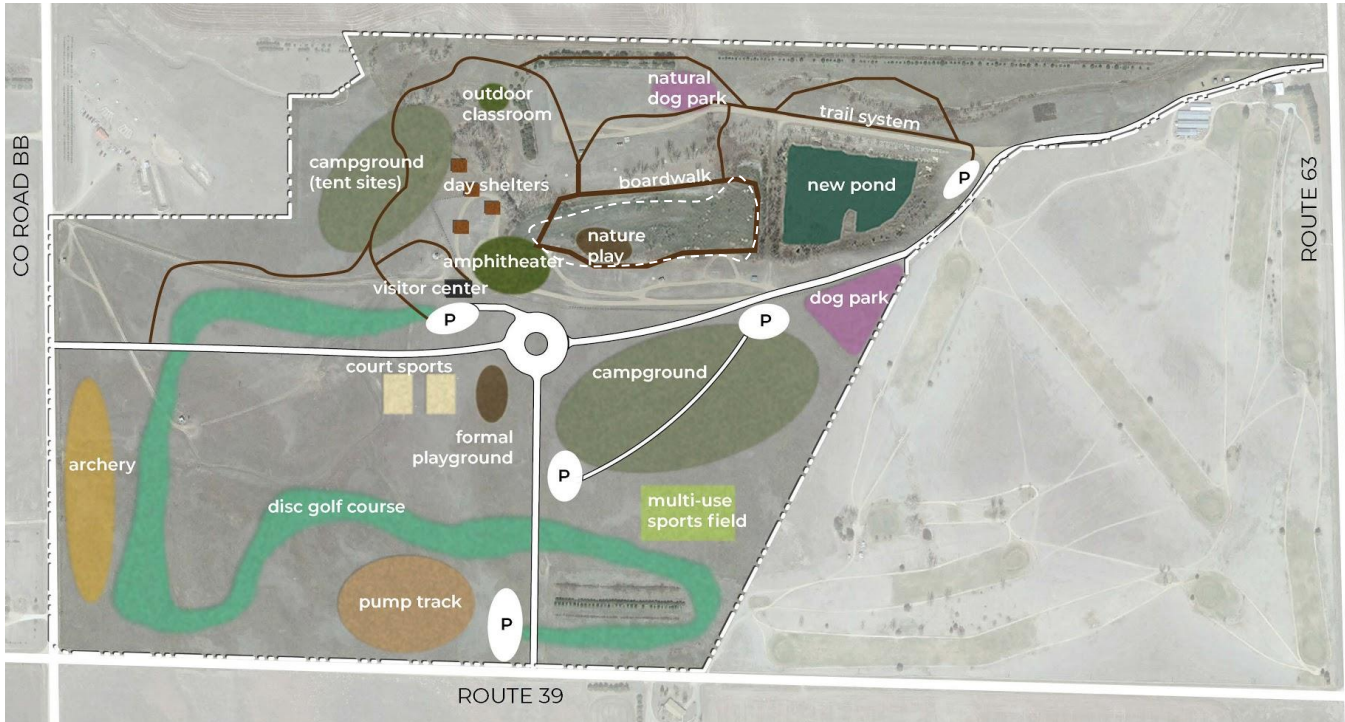 natural
dog park
outdoor
classroom
trail system
campground
(tent sites)
day shelters
boardwalk
new pond
P
CO ROAD BB
ROUTE 63
nature
play
amphitheater
visitor center
dog park
P
P
court sports
campground
formal
playground
archery
P
multi-use
sports field
disc golf course
pump track
P
ROUTE 39